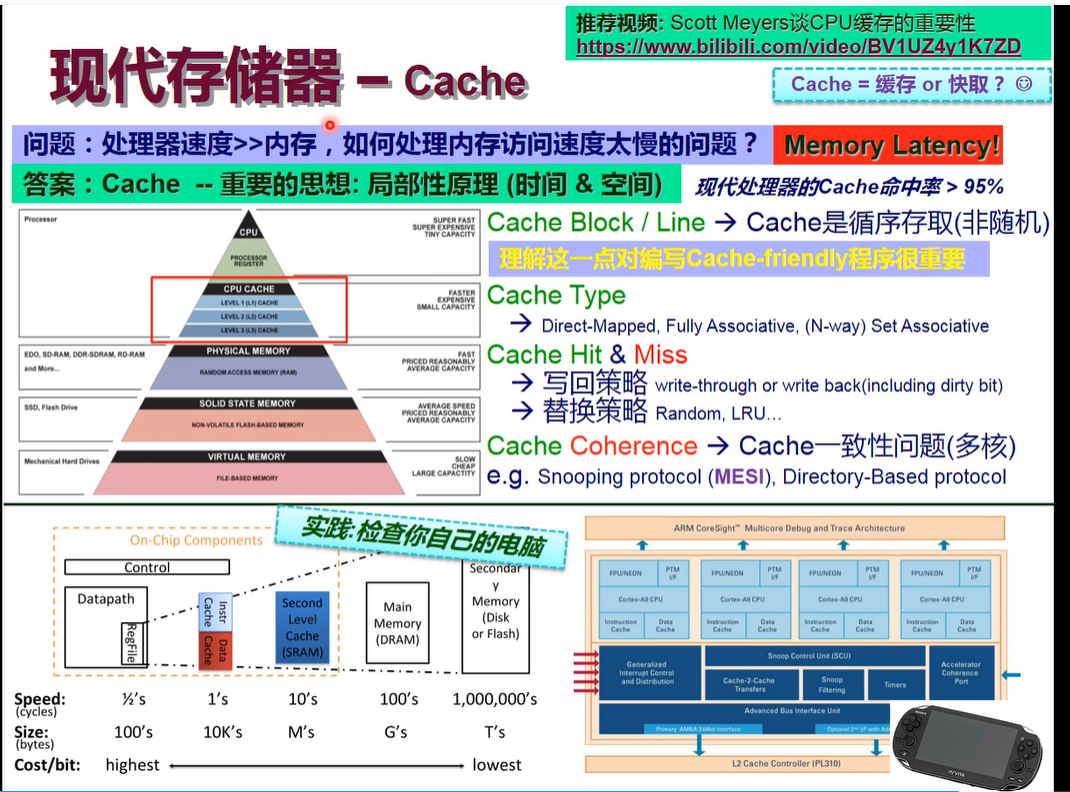 推荐视频: Scott Meyers谈CPU缓存的重要性
https://www.bilibili.com/video/BV1UZ4y1K7ZD
现代存储器 – Cache
Cache = 缓存 or 快取？☺
问题：处理器速度>>内存，如何处理内存访问速度太慢的问题？
Memory Latency!
答案：Cache -- 重要的思想: 局部性原理 (时间 & 空间)
现代处理器的Cache命中率 > 95%
Processor
SUPER FAST
SUPER EXPENSIVE
TINY CAPACITY
CPU
PROCESSOR
REGISTER
CPU CACHE
LEVEL 1 (L1) CACHE
LEVEL 2 (L2) CACHE
LEVEL 3 (L3) CACHE
FASTER
EXPENSIVE
SMALL CAPACITY
EDO, SD-RAM, DDR-SDRAM, RD-RAM
and More...
PHYSICAL MEMORY
RAMDOM ACCESS MEMORY (RAM)
FAST
PRICED REASONABLY
AVERAGE CAPACITY
SSD, Flash Drive
SOLID STATE MEMORY
NON-VOLATILE FLASH-BASED MEMORY
AVERAGE SPEED
PRICED REASONABLY
AVERAGE CAPACITY
Mechanical Hard Drives
VIRTUAL MEMORY
FILE-BASED MEMORY
SLOW
CHEAP
LARGE CAPACTITY
Cache Block / Line → Cache是循序存取(非随机)
理解这一点对编写Cache-friendly程序很重要
Cache Type
→ Direct-Mapped, Fully Associative, (N-way) Set Associative
Cache Hit & Miss
→ 写回策略 write-through or write back(including dirty bit)
→ 替换策略 Random, LRU…
Cache Coherence → Cache一致性问题(多核)
e.g. Snooping protocol (MESI), Directory-Based protocol
实践:检查你自己的电脑
On-Chip Components
Control
Datapath
RegFile
Instr
Cache
Data
Cache
Second
Level
Cache
(SRAM)
Main
Memory
(DRAM)
Secondar
y
Memory
(Disk
or Flash)
Speed: ½'s 1's 10's 100's 1,000,000's
(cycles)
Size: 100's 10K's M's G's T's
(bytes)
Cost/bit: highest lowest
ARM CoreSight™ Multicore Debug and Trace Architecture
FPU/NEON PTM I/F FPU/NEON PTM I/F FPU/NEON PTM I/F FPU/NEON PTM I/F
Cortex-A9 CPU Cortex-A9 CPU Cortex-A9 CPU Cortex-A9 CPU
Instruction Cache Data Cache Instruction Cache Data Cache Instruction Cache Data Cache Instruction Cache Data Cache
Generalized
Interrupt Control
and Distribution
Snoop Control Unit (SCU)
Cache-2-Cache
Transfers
Snoop
Filtering
Timers
Accelerator
Coherence
Port
Advanced Bus Interface Unit
Primary AMBA 3 64bit Interface
Optional 2nd I/F with Ad
L2 Cache Controller (PL310)
SONY
PSVITA